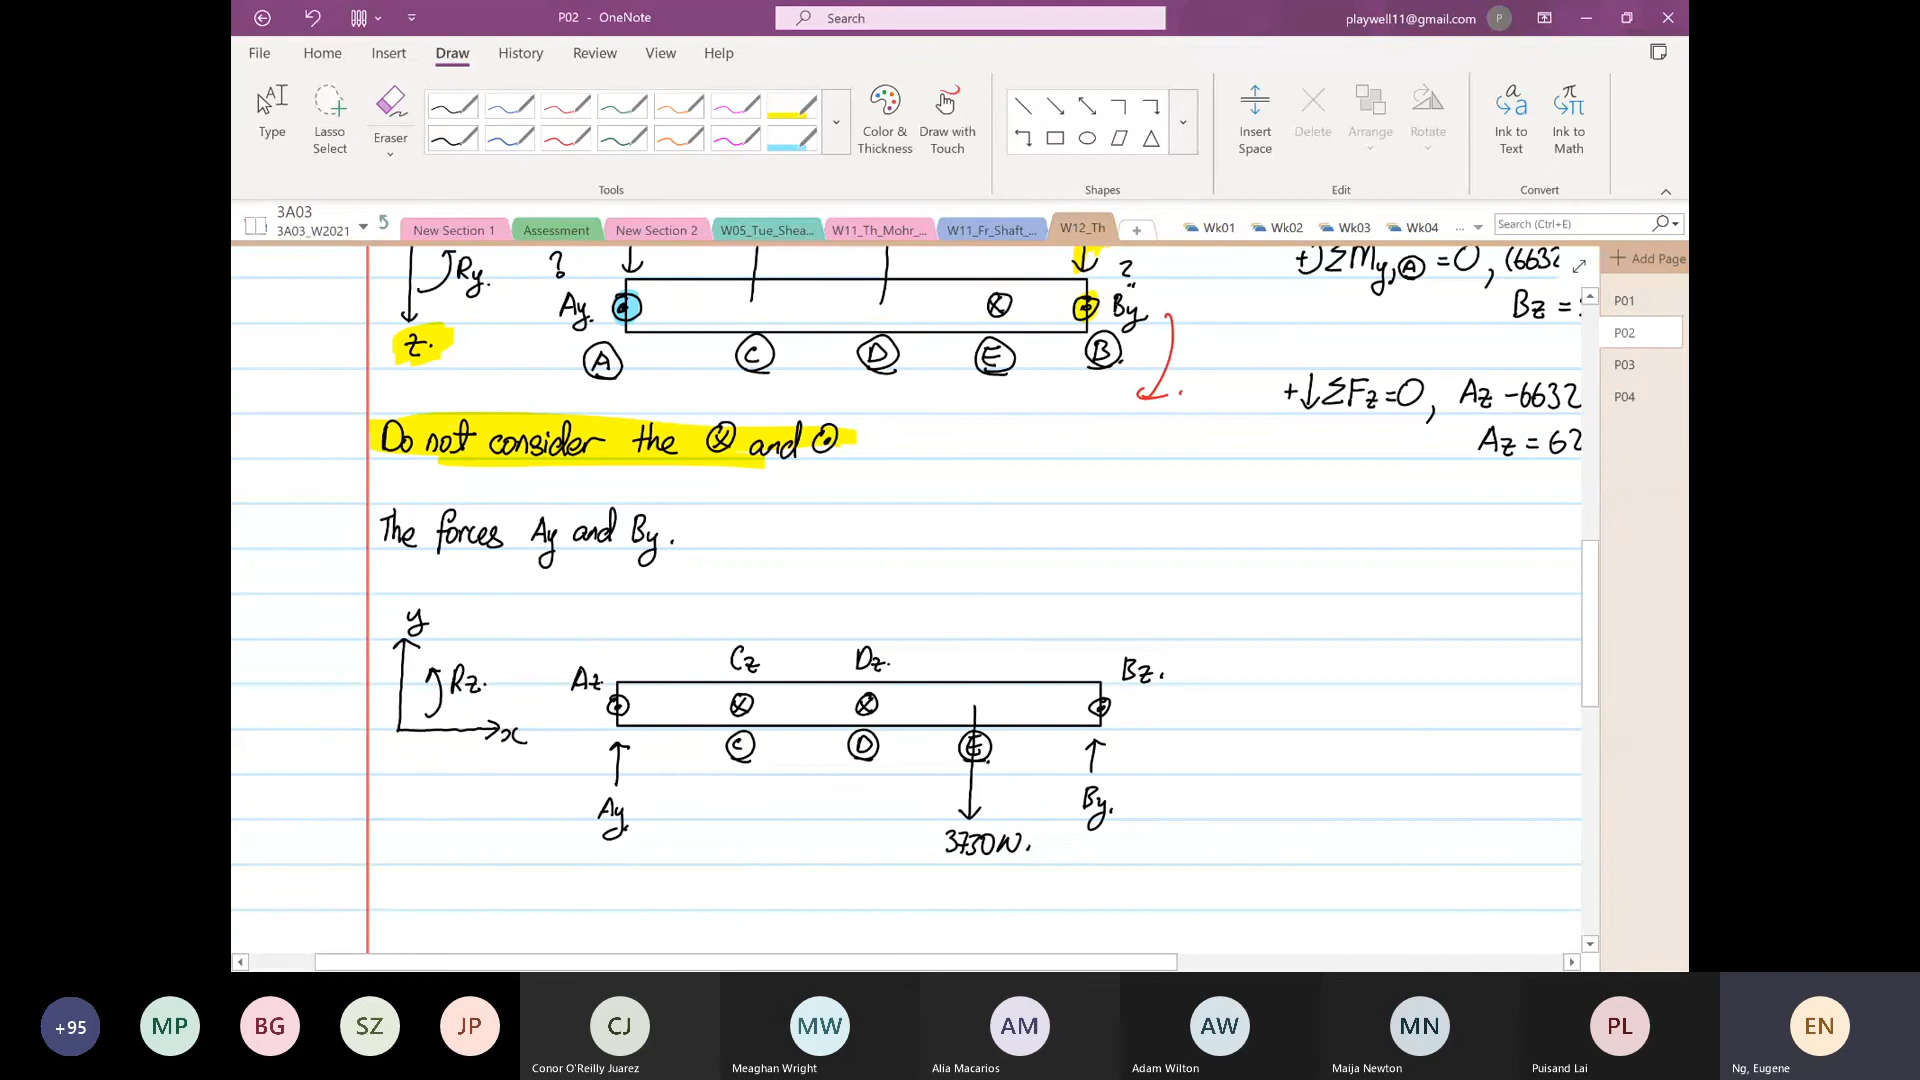 P02 - OneNote
Search
playwell11@gmail.com
P
File
Home
Insert
Draw
History
Review
View
Help
Type
Lasso Select
Eraser
Color & Thickness
Draw with Touch
Insert Space
Delete
Arrange
Rotate
Ink to Text
Ink to Math
Tools
Shapes
Edit
Convert
3A03
3A03_W2021
New Section 1
Assessment
New Section 2
W05_Tue_Shea...
W11_Th_Mohr_...
W11_Fr_Shaft_...
W12_Th
Wk01
Wk02
Wk03
Wk04
...
Search (Ctrl+E)
Add Page
P01
P02
P03
P04
Ry.
?
?
+) ΣMy,Ⓐ = 0, (6632
Ay.
By
Bz =
z.
A
C
D
E
B.
+↓ΣFz=0, Az -6632
Az = 62
Do not consider the ⊗ and ⊙
The forces Ay and By.
y
Rz.
x
Az
Cz
Dz.
Bz.
C
D
E.
Ay.
By.
3730N.
+95
MP
BG
SZ
JP
CJ
MW
AM
AW
MN
PL
EN
Conor O'Reilly Juarez
Meaghan Wright
Alia Macarios
Adam Wilton
Maija Newton
Puisand Lai
Ng, Eugene